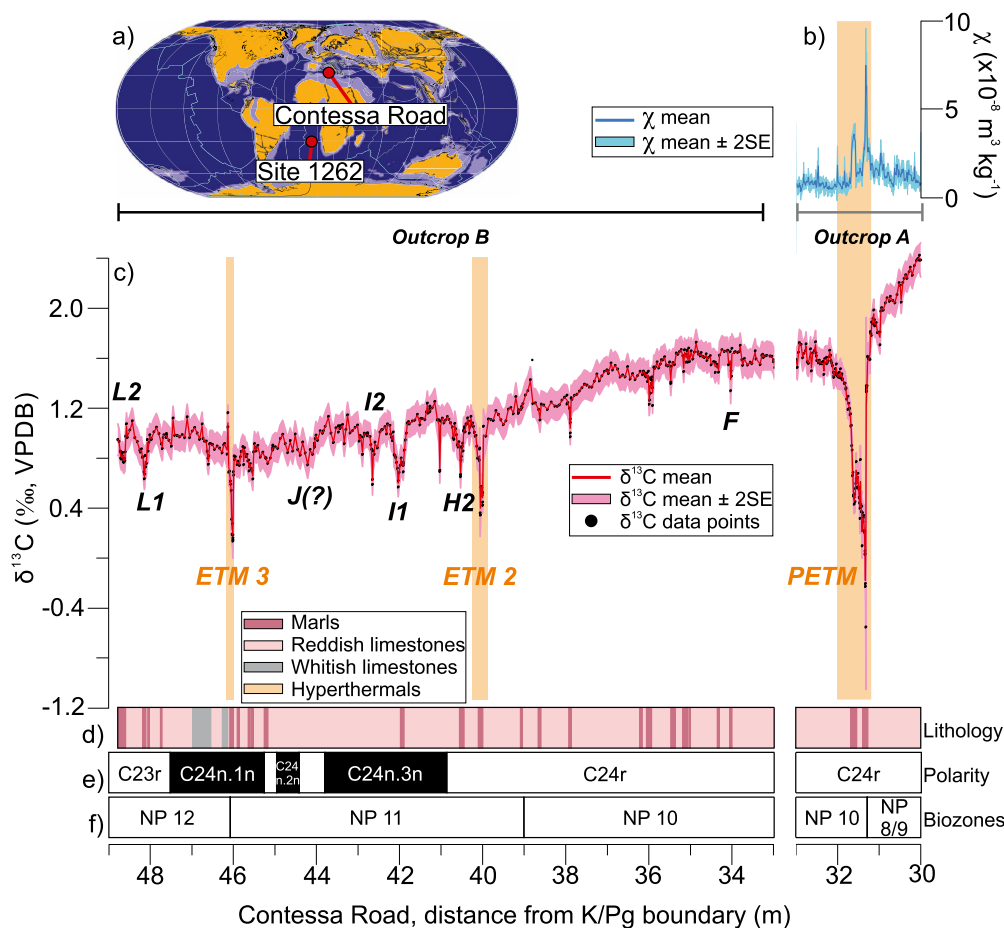 a)
Contessa Road
Site 1262
b)
χ mean
χ mean ± 2SE
10
5
0
χ (x10⁻⁸ m³ kg⁻¹)
Outcrop B
Outcrop A
c)
2.0
1.2
0.4
-0.4
-1.2
δ¹³C (‰, VPDB)
L2
L1
J(?)
I2
I1
H2
F
ETM 3
ETM 2
PETM
δ¹³C mean
δ¹³C mean ± 2SE
δ¹³C data points
Marls
Reddish limestones
Whitish limestones
Hyperthermals
d)
Lithology
e)
C23r
C24n.1n
C24
n.2n
C24n.3n
C24r
C24r
Polarity
f)
NP 12
NP 11
NP 10
NP 10
NP
8/9
Biozones
48
46
44
42
40
38
36
34
32
30
Contessa Road, distance from K/Pg boundary (m)